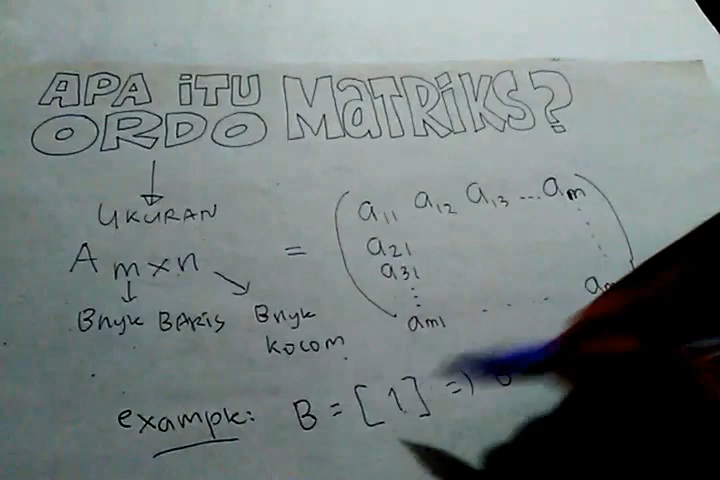 APA iTU MaTRiKS?
ORDO
UKURAN
A m×n = ( a11 a12 a13 ... am
a21
a31
am1
Bnyk BARIS
Bnyk
KOLOM
example: B = [1] =)